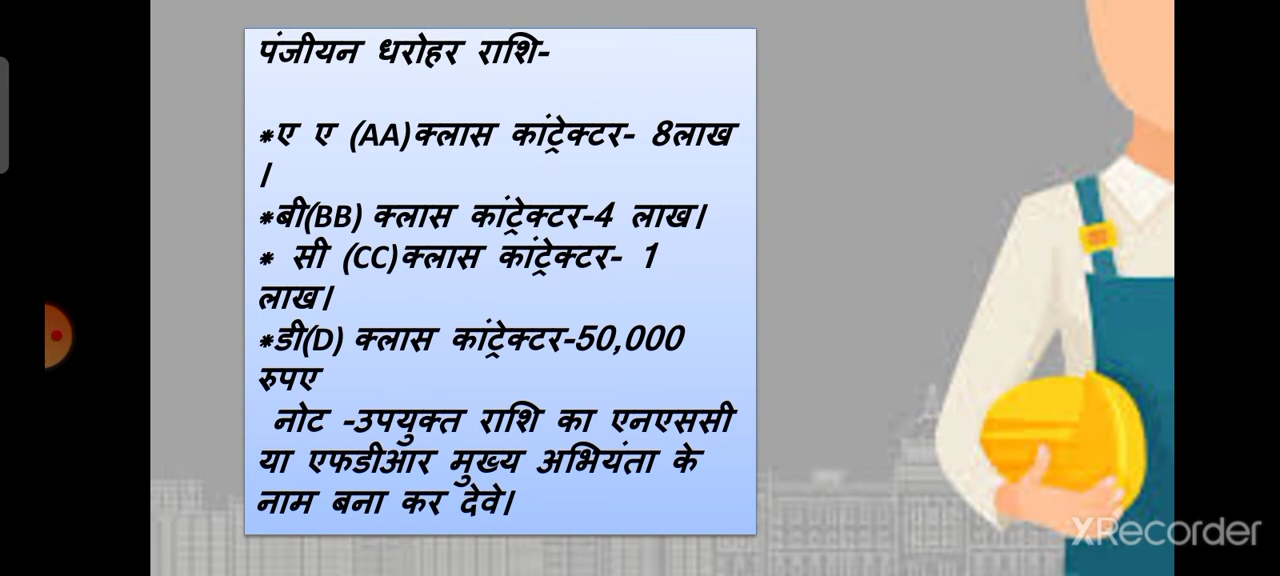 पंजीयन धरोहर राशि-
*ए ए (AA)क्लास कांट्रेक्टर- 8लाख
।
*बी(BB) क्लास कांट्रेक्टर-4 लाख।
* सी (CC)क्लास कांट्रेक्टर- 1
लाख।
*डी(D) क्लास कांट्रेक्टर-50,000
रुपए
नोट -उपयुक्त राशि का एनएससी
या एफडीआर मुख्य अभियंता के
नाम बना कर देवे।
XRecorder